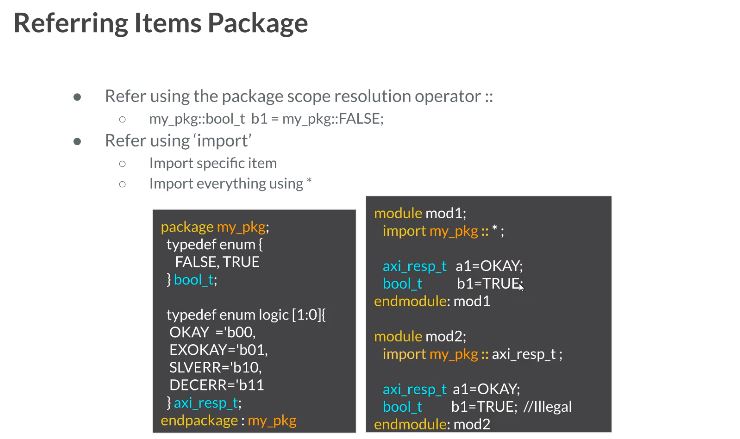 Referring Items Package
● Refer using the package scope resolution operator ::
○ my_pkg::bool_t b1 = my_pkg::FALSE;
● Refer using ‘import’
○ Import specific item
○ Import everything using *
package my_pkg;
typedef enum {
FALSE, TRUE
} bool_t;
typedef enum logic [1:0]{
OKAY ='b00,
EXOKAY='b01,
SLVERR='b10,
DECERR='b11
} axi_resp_t;
endpackage : my_pkg
module mod1;
import my_pkg :: * ;
axi_resp_t a1=OKAY;
bool_t b1=TRUE;
endmodule: mod1
module mod2;
import my_pkg :: axi_resp_t ;
axi_resp_t a1=OKAY;
bool_t b1=TRUE; //Illegal
endmodule: mod2